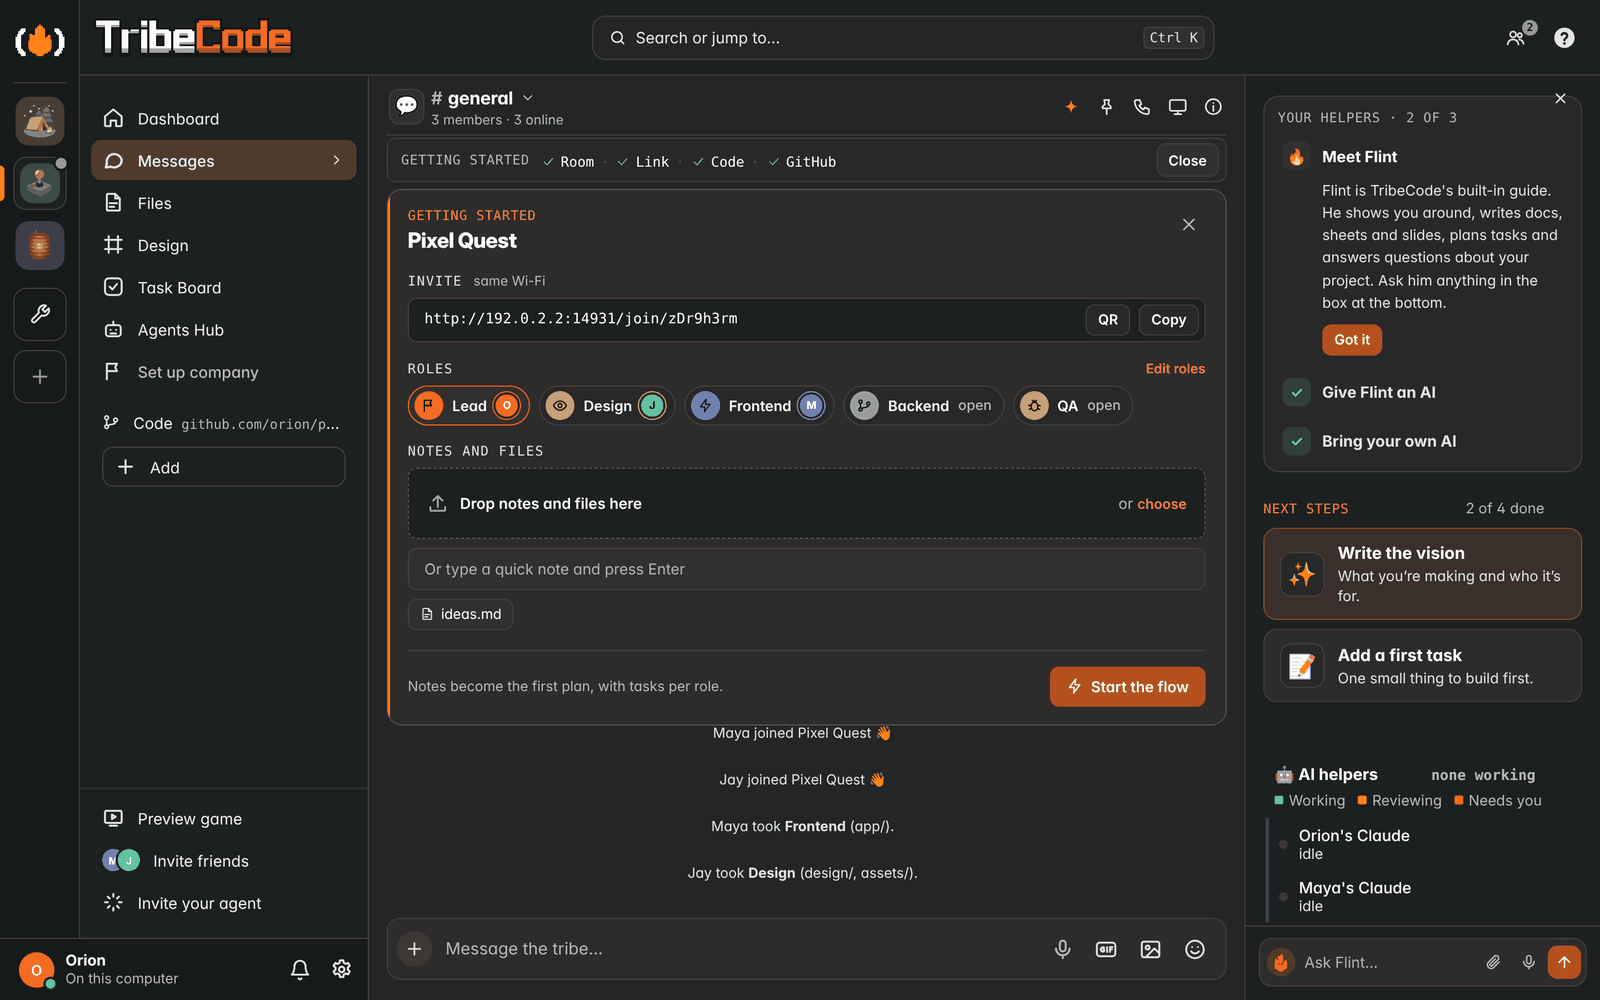 TribeCode
Search or jump to...
Ctrl K
2
Dashboard
Messages
Files
Design
Task Board
Agents Hub
Set up company
Code github.com/orion/p...
Add
Preview game
M J Invite friends
Invite your agent
O
Orion
On this computer
# general
3 members · 3 online
GETTING STARTED ✓ Room · ✓ Link · ✓ Code · ✓ GitHub
Close
GETTING STARTED
Pixel Quest
INVITE same Wi-Fi
http://192.0.2.2:14931/join/zDr9h3rm
QR
Copy
ROLES
Edit roles
Lead O
Design J
Frontend M
Backend open
QA open
NOTES AND FILES
Drop notes and files here
or choose
Or type a quick note and press Enter
ideas.md
Notes become the first plan, with tasks per role.
Start the flow
Maya joined Pixel Quest 👋
Jay joined Pixel Quest 👋
Maya took Frontend (app/).
Jay took Design (design/, assets/).
Message the tribe...
GIF
YOUR HELPERS · 2 OF 3
Meet Flint
Flint is TribeCode's built-in guide.
He shows you around, writes docs,
sheets and slides, plans tasks and
answers questions about your
project. Ask him anything in the
box at the bottom.
Got it
Give Flint an AI
Bring your own AI
NEXT STEPS
2 of 4 done
Write the vision
What you're making and who it's
for.
Add a first task
One small thing to build first.
AI helpers
none working
Working Reviewing Needs you
Orion's Claude
idle
Maya's Claude
idle
Ask Flint...